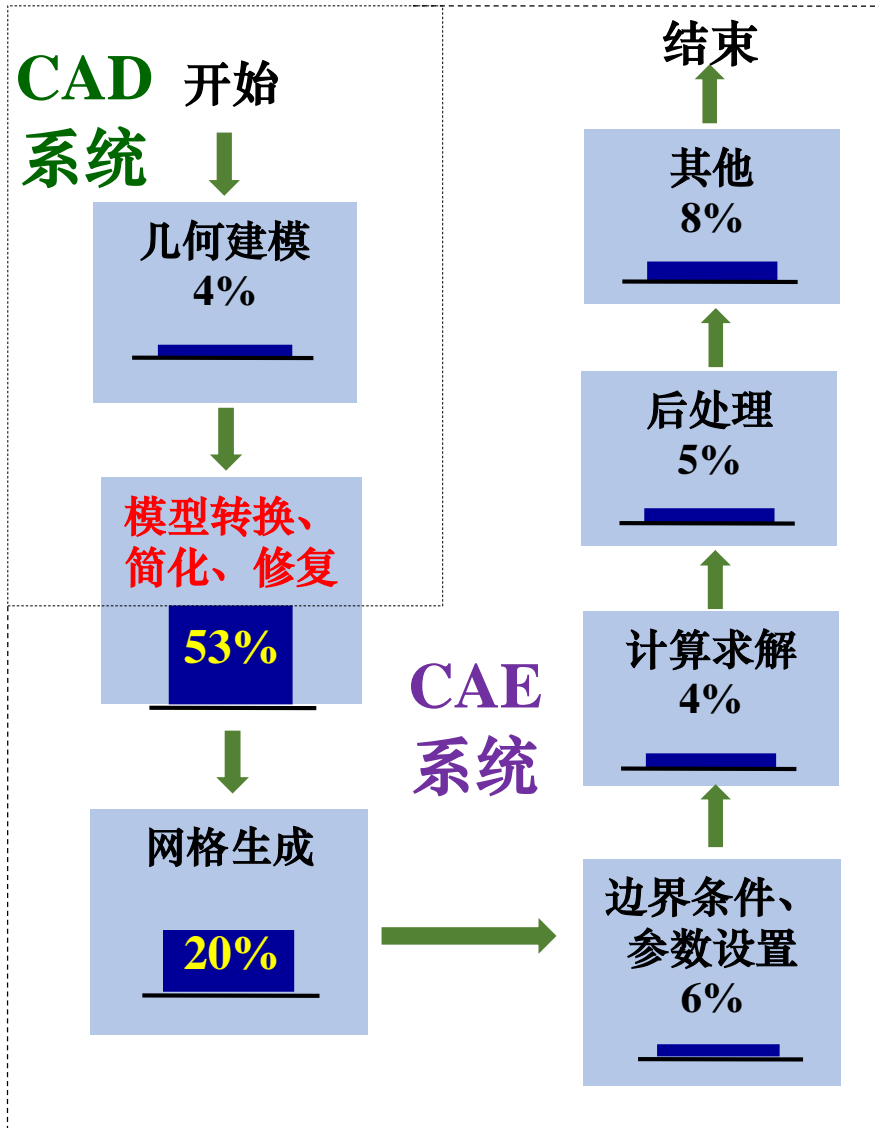 CAD
系统
开始
几何建模
4%
模型转换、
简化、修复
53%
网格生成
20%
CAE
系统
边界条件、
参数设置
6%
计算求解
4%
后处理
5%
其他
8%
结束